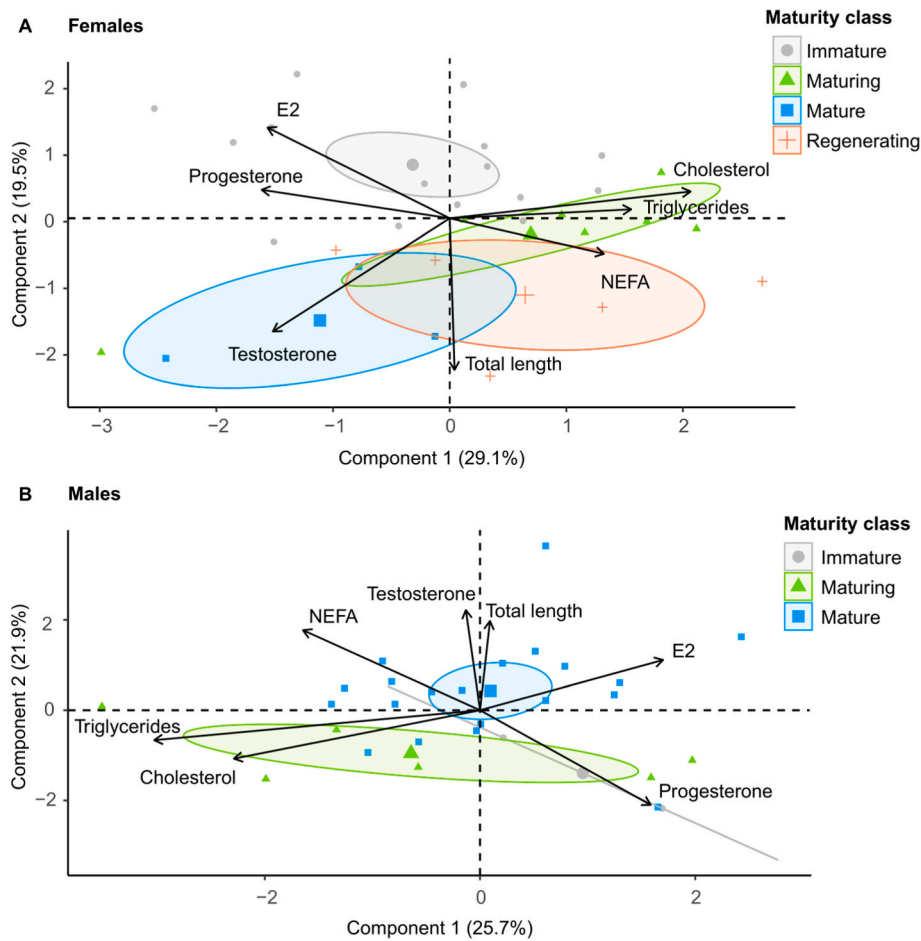 A Females
Maturity class
Immature
Maturing
Mature
Regenerating
Component 2 (19.5%)
2
1
0
−1
−2
E2
Progesterone
Cholesterol
Triglycerides
NEFA
Testosterone
Total length
−3 −2 −1 0 1 2
Component 1 (29.1%)
B Males
Maturity class
Immature
Maturing
Mature
Component 2 (21.9%)
2
0
−2
NEFA
Testosterone
Total length
E2
Triglycerides
Cholesterol
Progesterone
−2 0 2
Component 1 (25.7%)